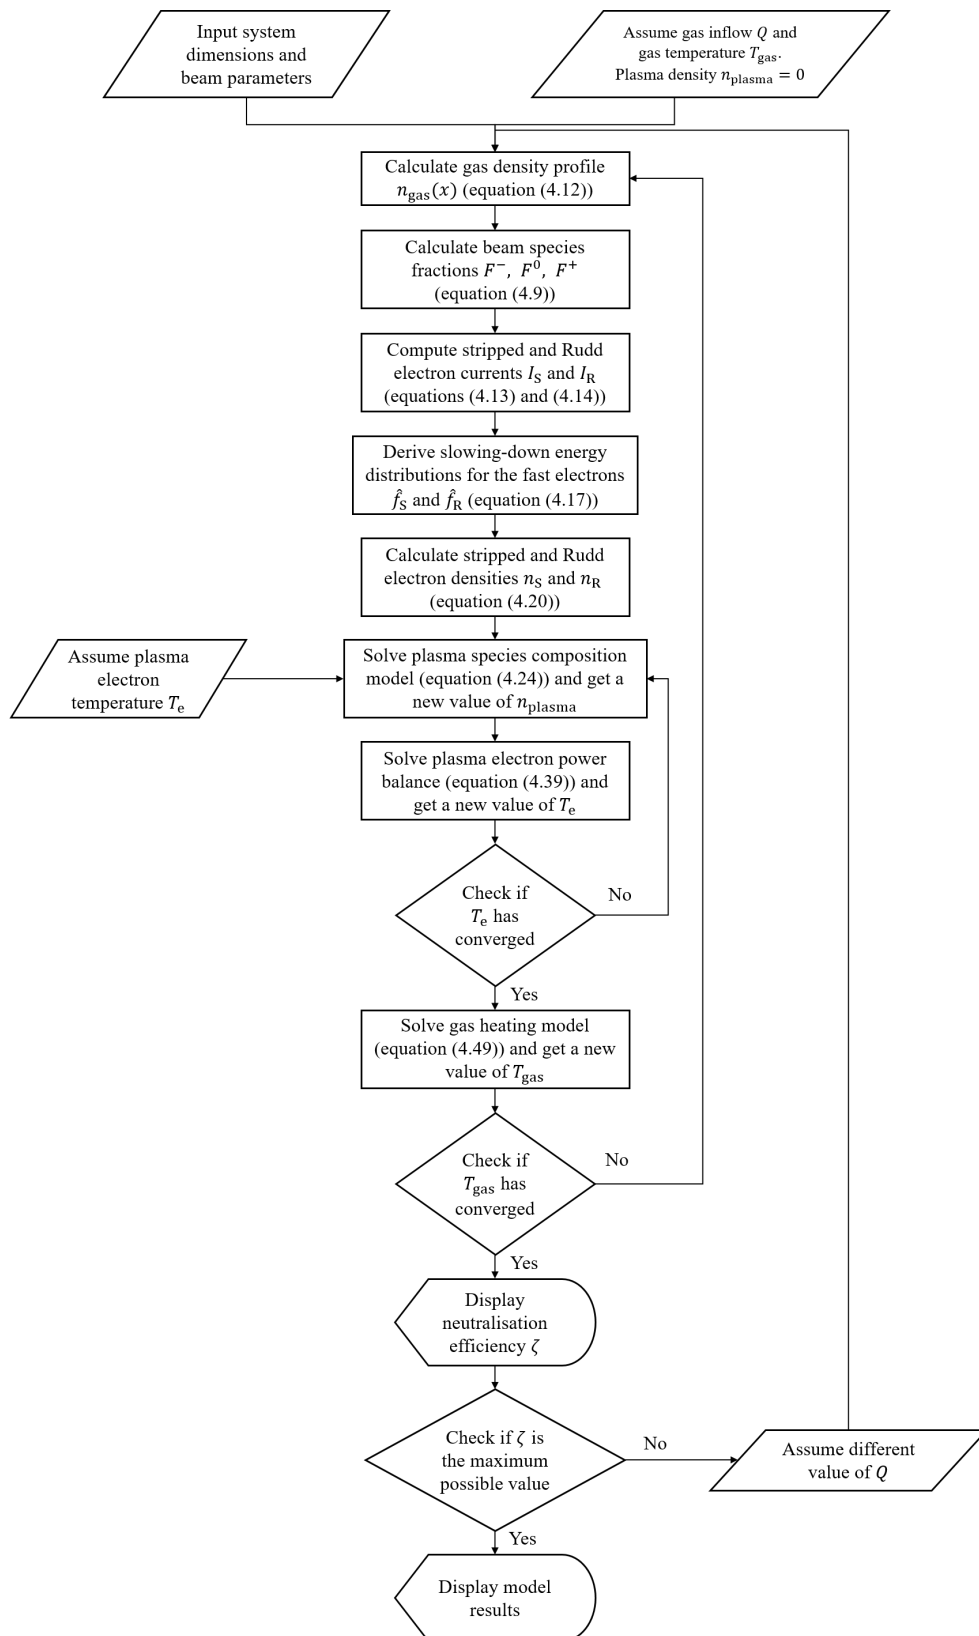 Input system
dimensions and
beam parameters
Assume gas inflow Q and
gas temperature T_gas.
Plasma density n_plasma = 0
Calculate gas density profile
n_gas(x) (equation (4.12))
Calculate beam species
fractions F⁻, F⁰, F⁺
(equation (4.9))
Compute stripped and Rudd
electron currents I_S and I_R
(equations (4.13) and (4.14))
Derive slowing-down energy
distributions for the fast electrons
f̂_S and f̂_R (equation (4.17))
Calculate stripped and Rudd
electron densities n_S and n_R
(equation (4.20))
Assume plasma
electron
temperature T_e
Solve plasma species composition
model (equation (4.24)) and get a
new value of n_plasma
Solve plasma electron power
balance (equation (4.39)) and
get a new value of T_e
Check if
T_e has
converged
No
Yes
Solve gas heating model
(equation (4.49)) and get a new
value of T_gas
Check if
T_gas has
converged
No
Yes
Display
neutralisation
efficiency ζ
Check if ζ is
the maximum
possible value
No
Assume different
value of Q
Yes
Display model
results